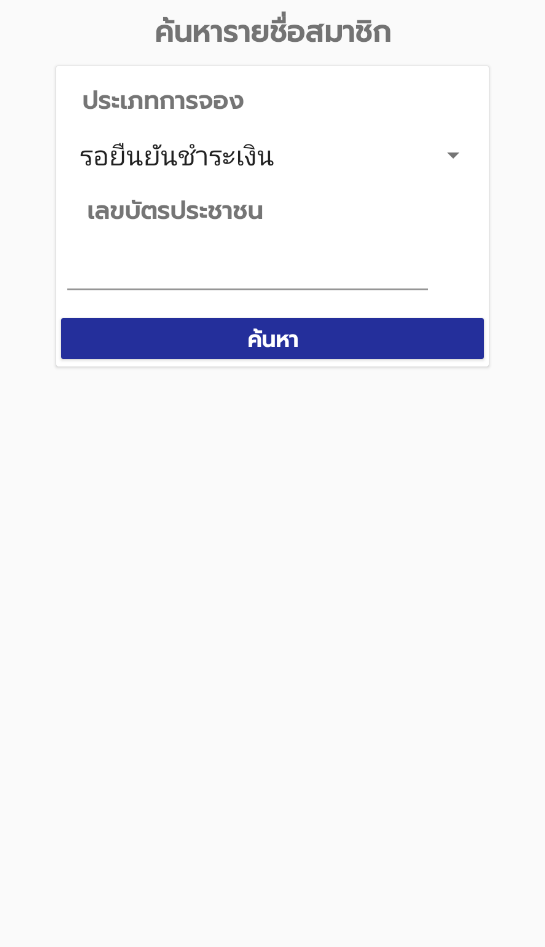 ค้นหารายชื่อสมาชิก
ประเภทการจอง
รอยืนยันชำระเงิน
เลขบัตรประชาชน
ค้นหา